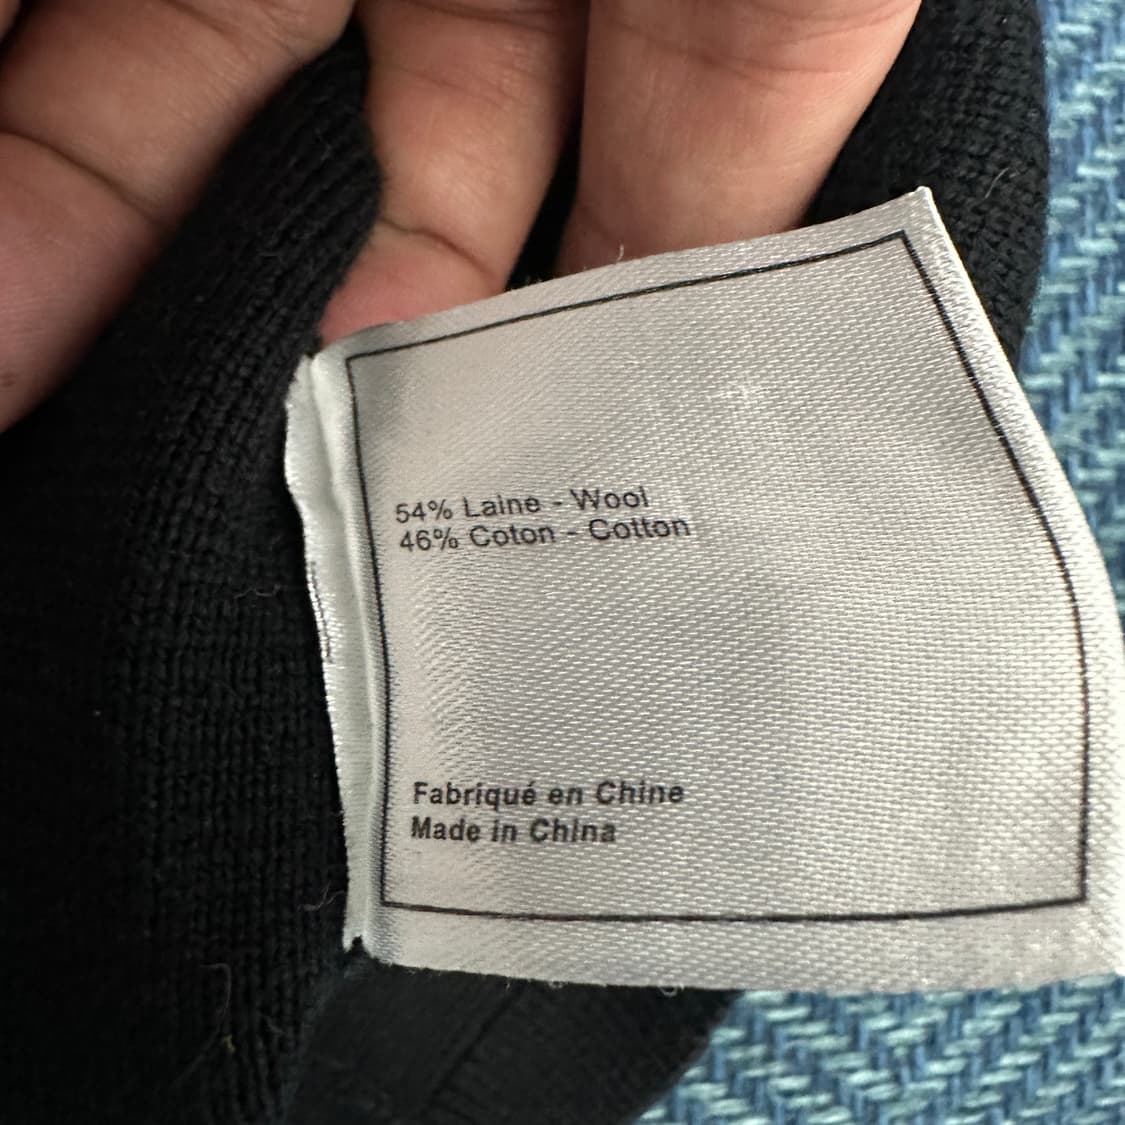 54% Laine - Wool
46% Coton - Cotton
Fabriqué en Chine
Made in China